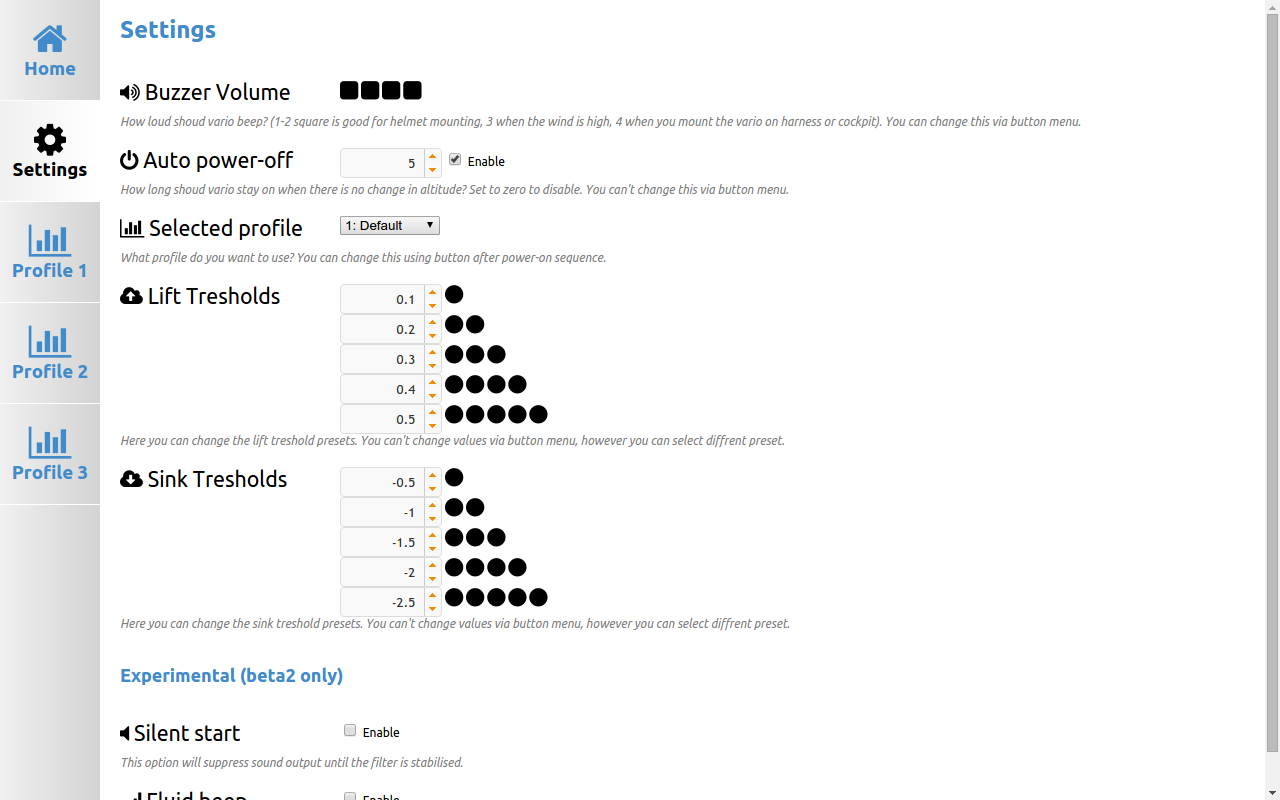 Home
Settings
Profile 1
Profile 2
Profile 3
Settings
Buzzer Volume
How loud shoud vario beep? (1-2 square is good for helmet mounting, 3 when the wind is high, 4 when you mount the vario on harness or cockpit). You can change this via button menu.
Auto power-off 5 Enable
How long shoud vario stay on when there is no change in altitude? Set to zero to disable. You can't change this via button menu.
Selected profile 1: Default
What profile do you want to use? You can change this using button after power-on sequence.
Lift Tresholds 0.1
0.2
0.3
0.4
0.5
Here you can change the lift treshold presets. You can't change values via button menu, however you can select diffrent preset.
Sink Tresholds -0.5
-1
-1.5
-2
-2.5
Here you can change the sink treshold presets. You can't change values via button menu, however you can select diffrent preset.
Experimental (beta2 only)
Silent start Enable
This option will suppress sound output until the filter is stabilised.
Fluid beep Enable